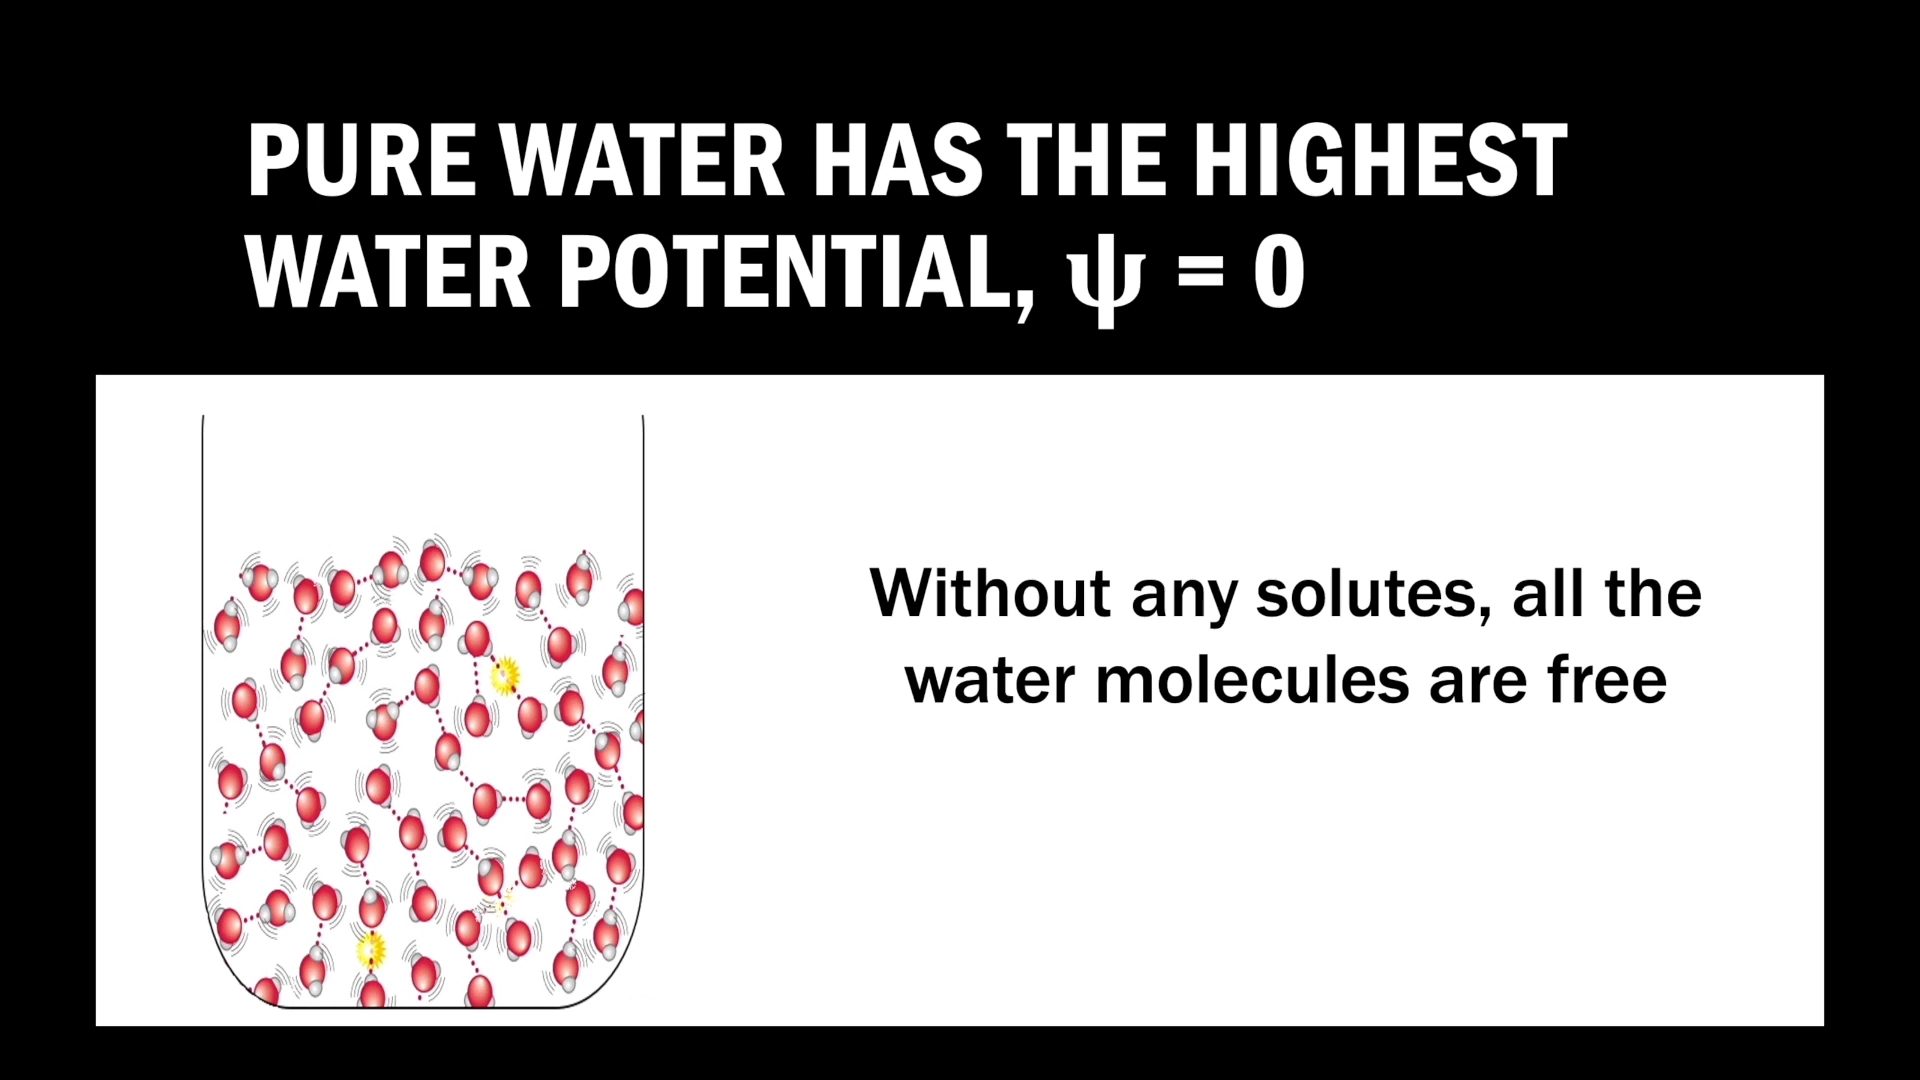 PURE WATER HAS THE HIGHEST
WATER POTENTIAL, ψ = 0
Without any solutes, all the
water molecules are free